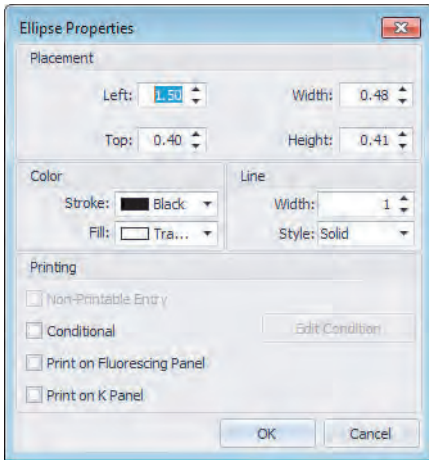 Ellipse Properties
Placement
Left: 1.50 Width: 0.48
Top: 0.40 Height: 0.41
Color Line
Stroke: Black Width: 1
Fill: Tra... Style: Solid
Printing
Non-Printable Entry
Conditional Edit Condition
Print on Fluorescing Panel
Print on K Panel
OK Cancel